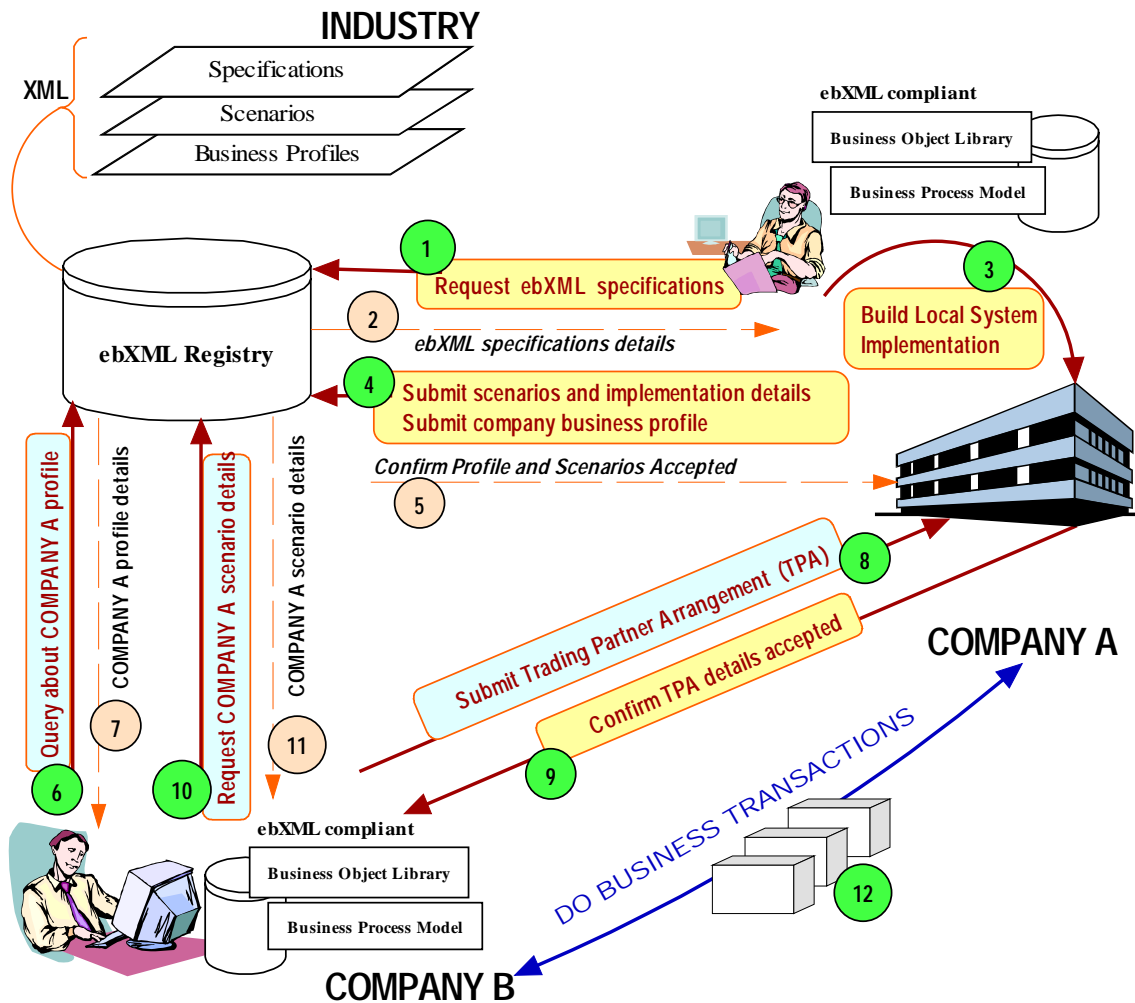 INDUSTRY
XML
Specifications
Scenarios
Business Profiles
ebXML compliant
Business Object Library
Business Process Model
1
Request ebXML specifications
2
ebXML specifications details
3
Build Local System
Implementation
ebXML Registry
4
Submit scenarios and implementation details
Submit company business profile
Confirm Profile and Scenarios Accepted
5
Query about COMPANY A profile
6
COMPANY A profile details
7
Request COMPANY A scenario details
10
COMPANY A scenario details
11
Submit Trading Partner Arrangement (TPA)
8
Confirm TPA details accepted
9
COMPANY A
DO BUSINESS TRANSACTIONS
12
ebXML compliant
Business Object Library
Business Process Model
COMPANY B